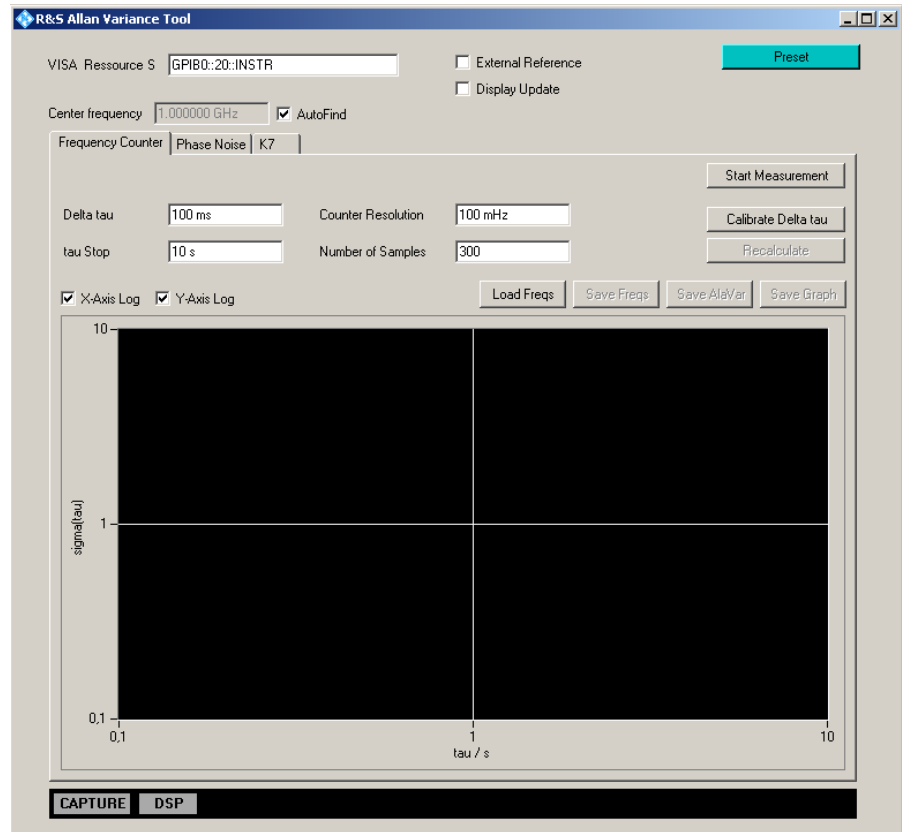 R&S Allan Variance Tool
VISA Ressource S GPIB0::20::INSTR External Reference Preset
Display Update
Center frequency 1.000000 GHz AutoFind
Frequency Counter Phase Noise K7
Start Measurement
Delta tau 100 ms Counter Resolution 100 mHz Calibrate Delta tau
tau Stop 10 s Number of Samples 300 Recalculate
X-Axis Log Y-Axis Log Load Freqs Save Freqs Save AlaVar Save Graph
10
sigma(tau)
1
0,1
0,1 1 10
tau / s
CAPTURE DSP